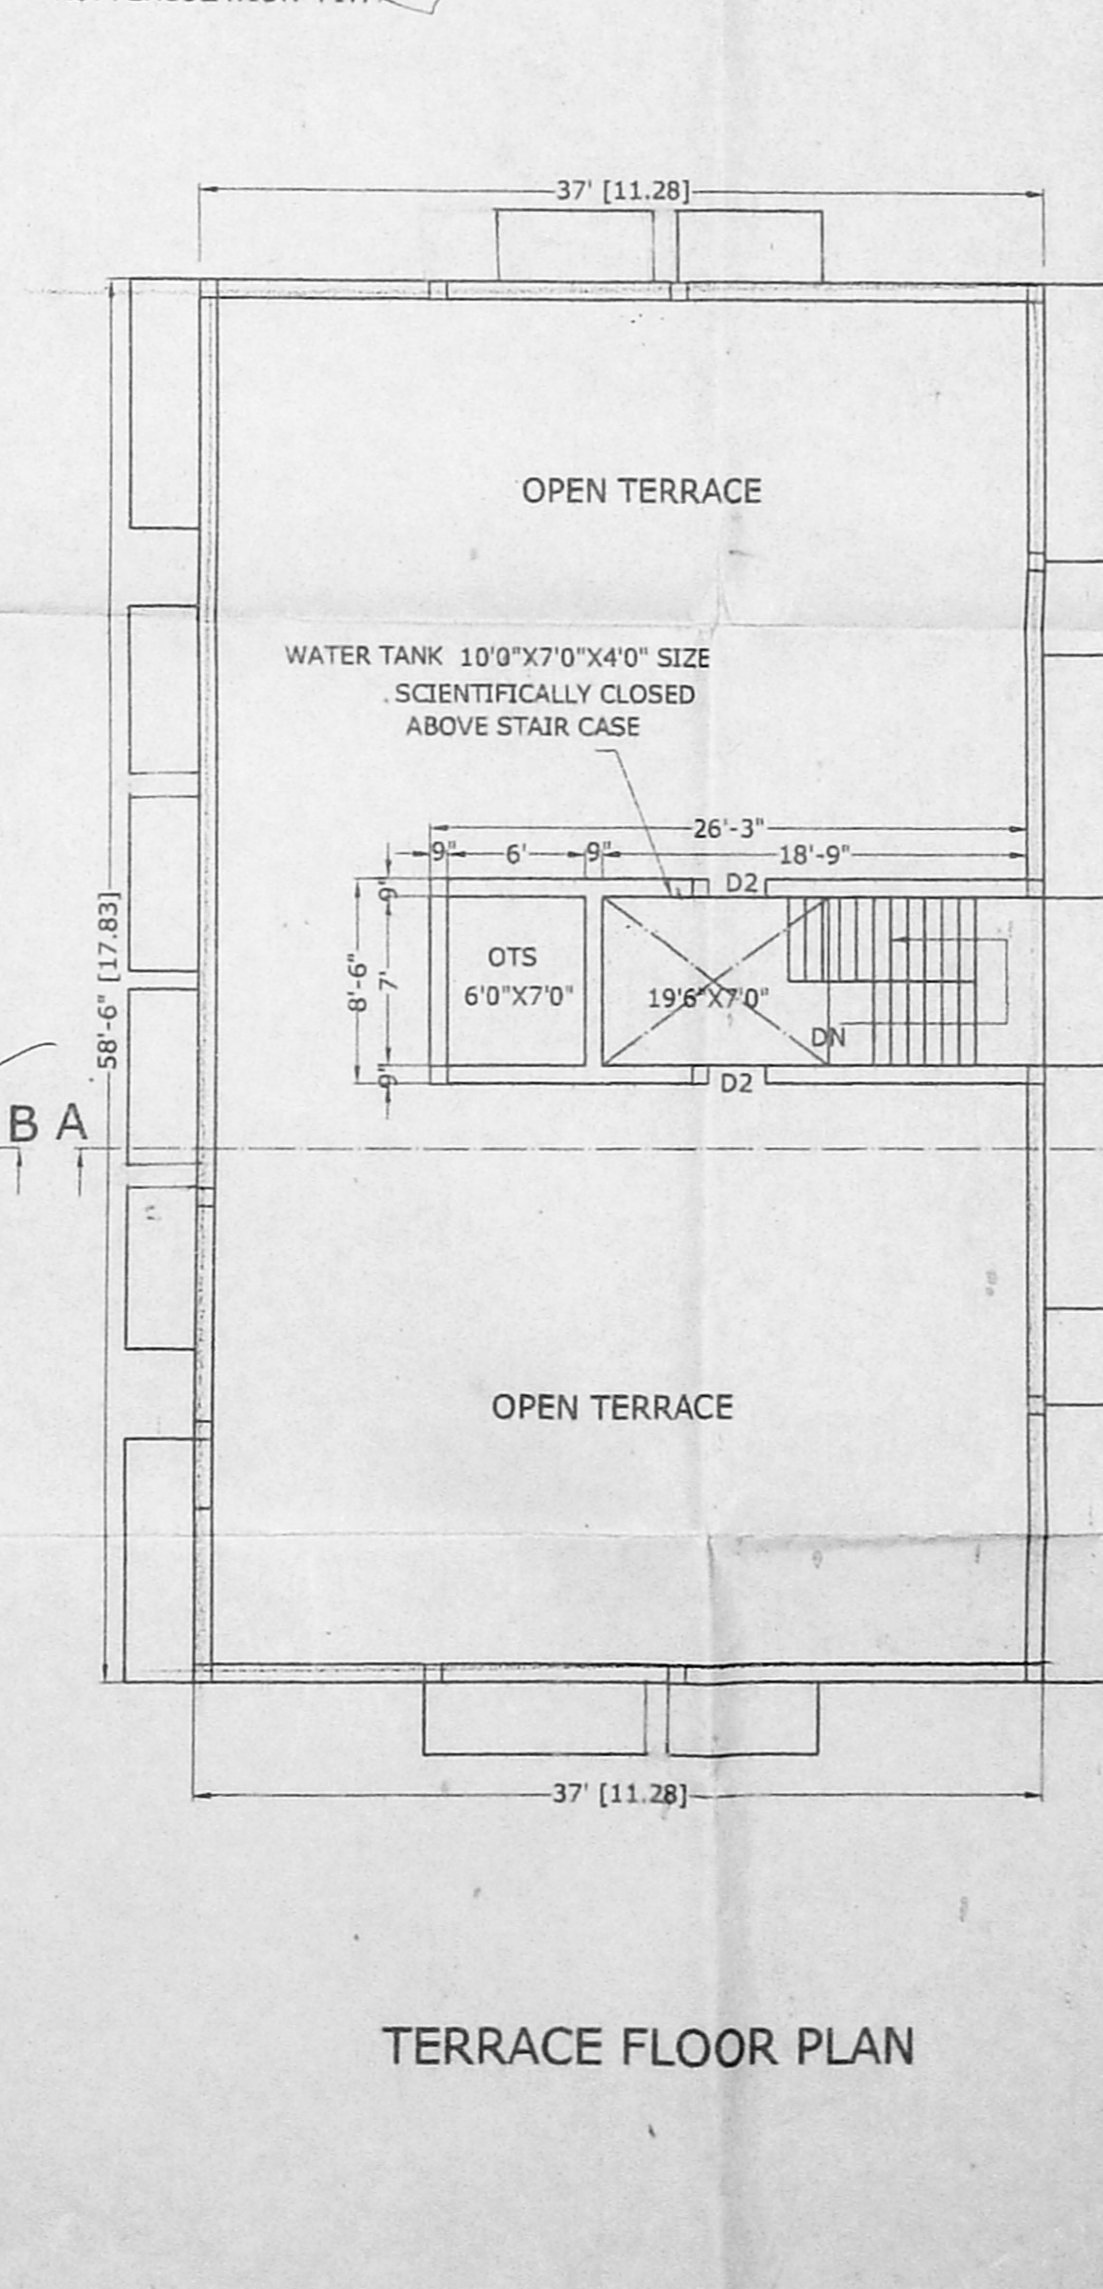 37' [11.28]
OPEN TERRACE
WATER TANK 10'0"X7'0"X4'0" SIZE
SCIENTIFICALLY CLOSED
ABOVE STAIR CASE
26'-3"
9" 6' 9" 18'-9"
9"
D2
58'-6" [17.83]
8'-6"
7'
OTS
6'0"X7'0"
19'6"X7'0"
DN
9"
D2
B A
OPEN TERRACE
37' [11.28]
TERRACE FLOOR PLAN